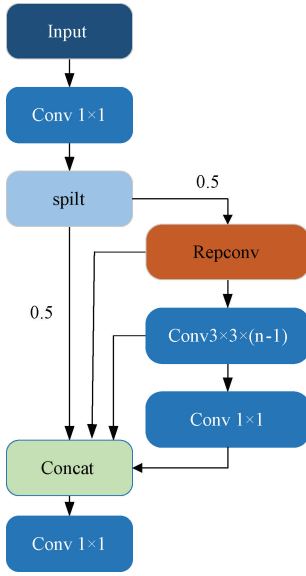 Input
Conv 1×1
spilt
0.5
Repconv
0.5
Conv3×3×(n-1)
Conv 1×1
Concat
Conv 1×1